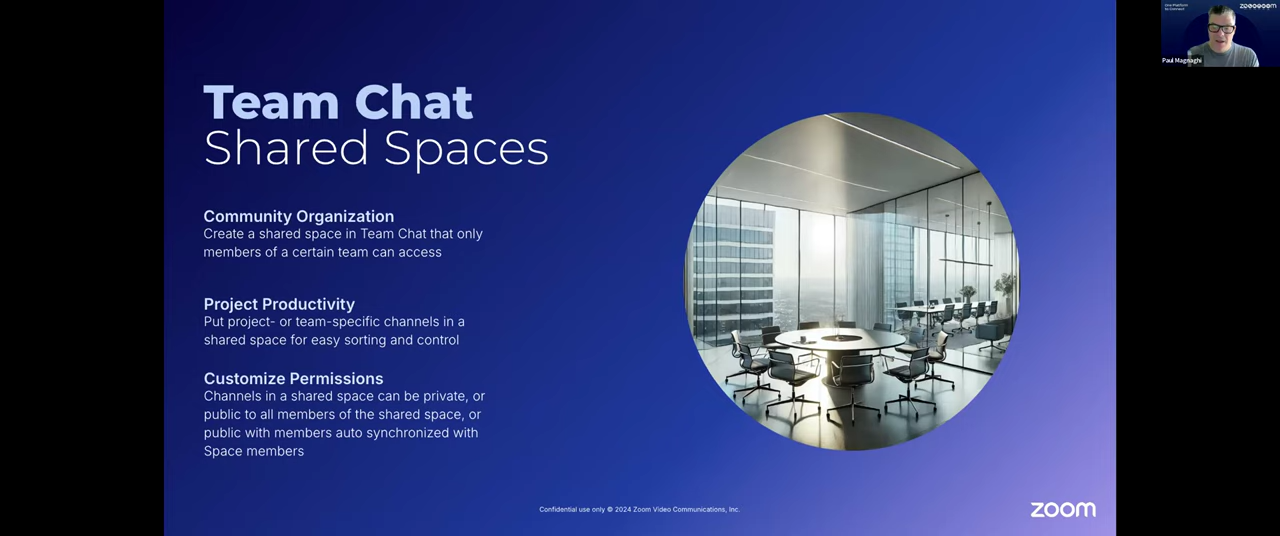 Team Chat
Shared Spaces
Community Organization
Create a shared space in Team Chat that only
members of a certain team can access
Project Productivity
Put project- or team-specific channels in a
shared space for easy sorting and control
Customize Permissions
Channels in a shared space can be private, or
public to all members of the shared space, or
public with members auto synchronized with
Space members
Confidential use only © 2024 Zoom Video Communications, Inc.
zoom
Paul Magnaghi